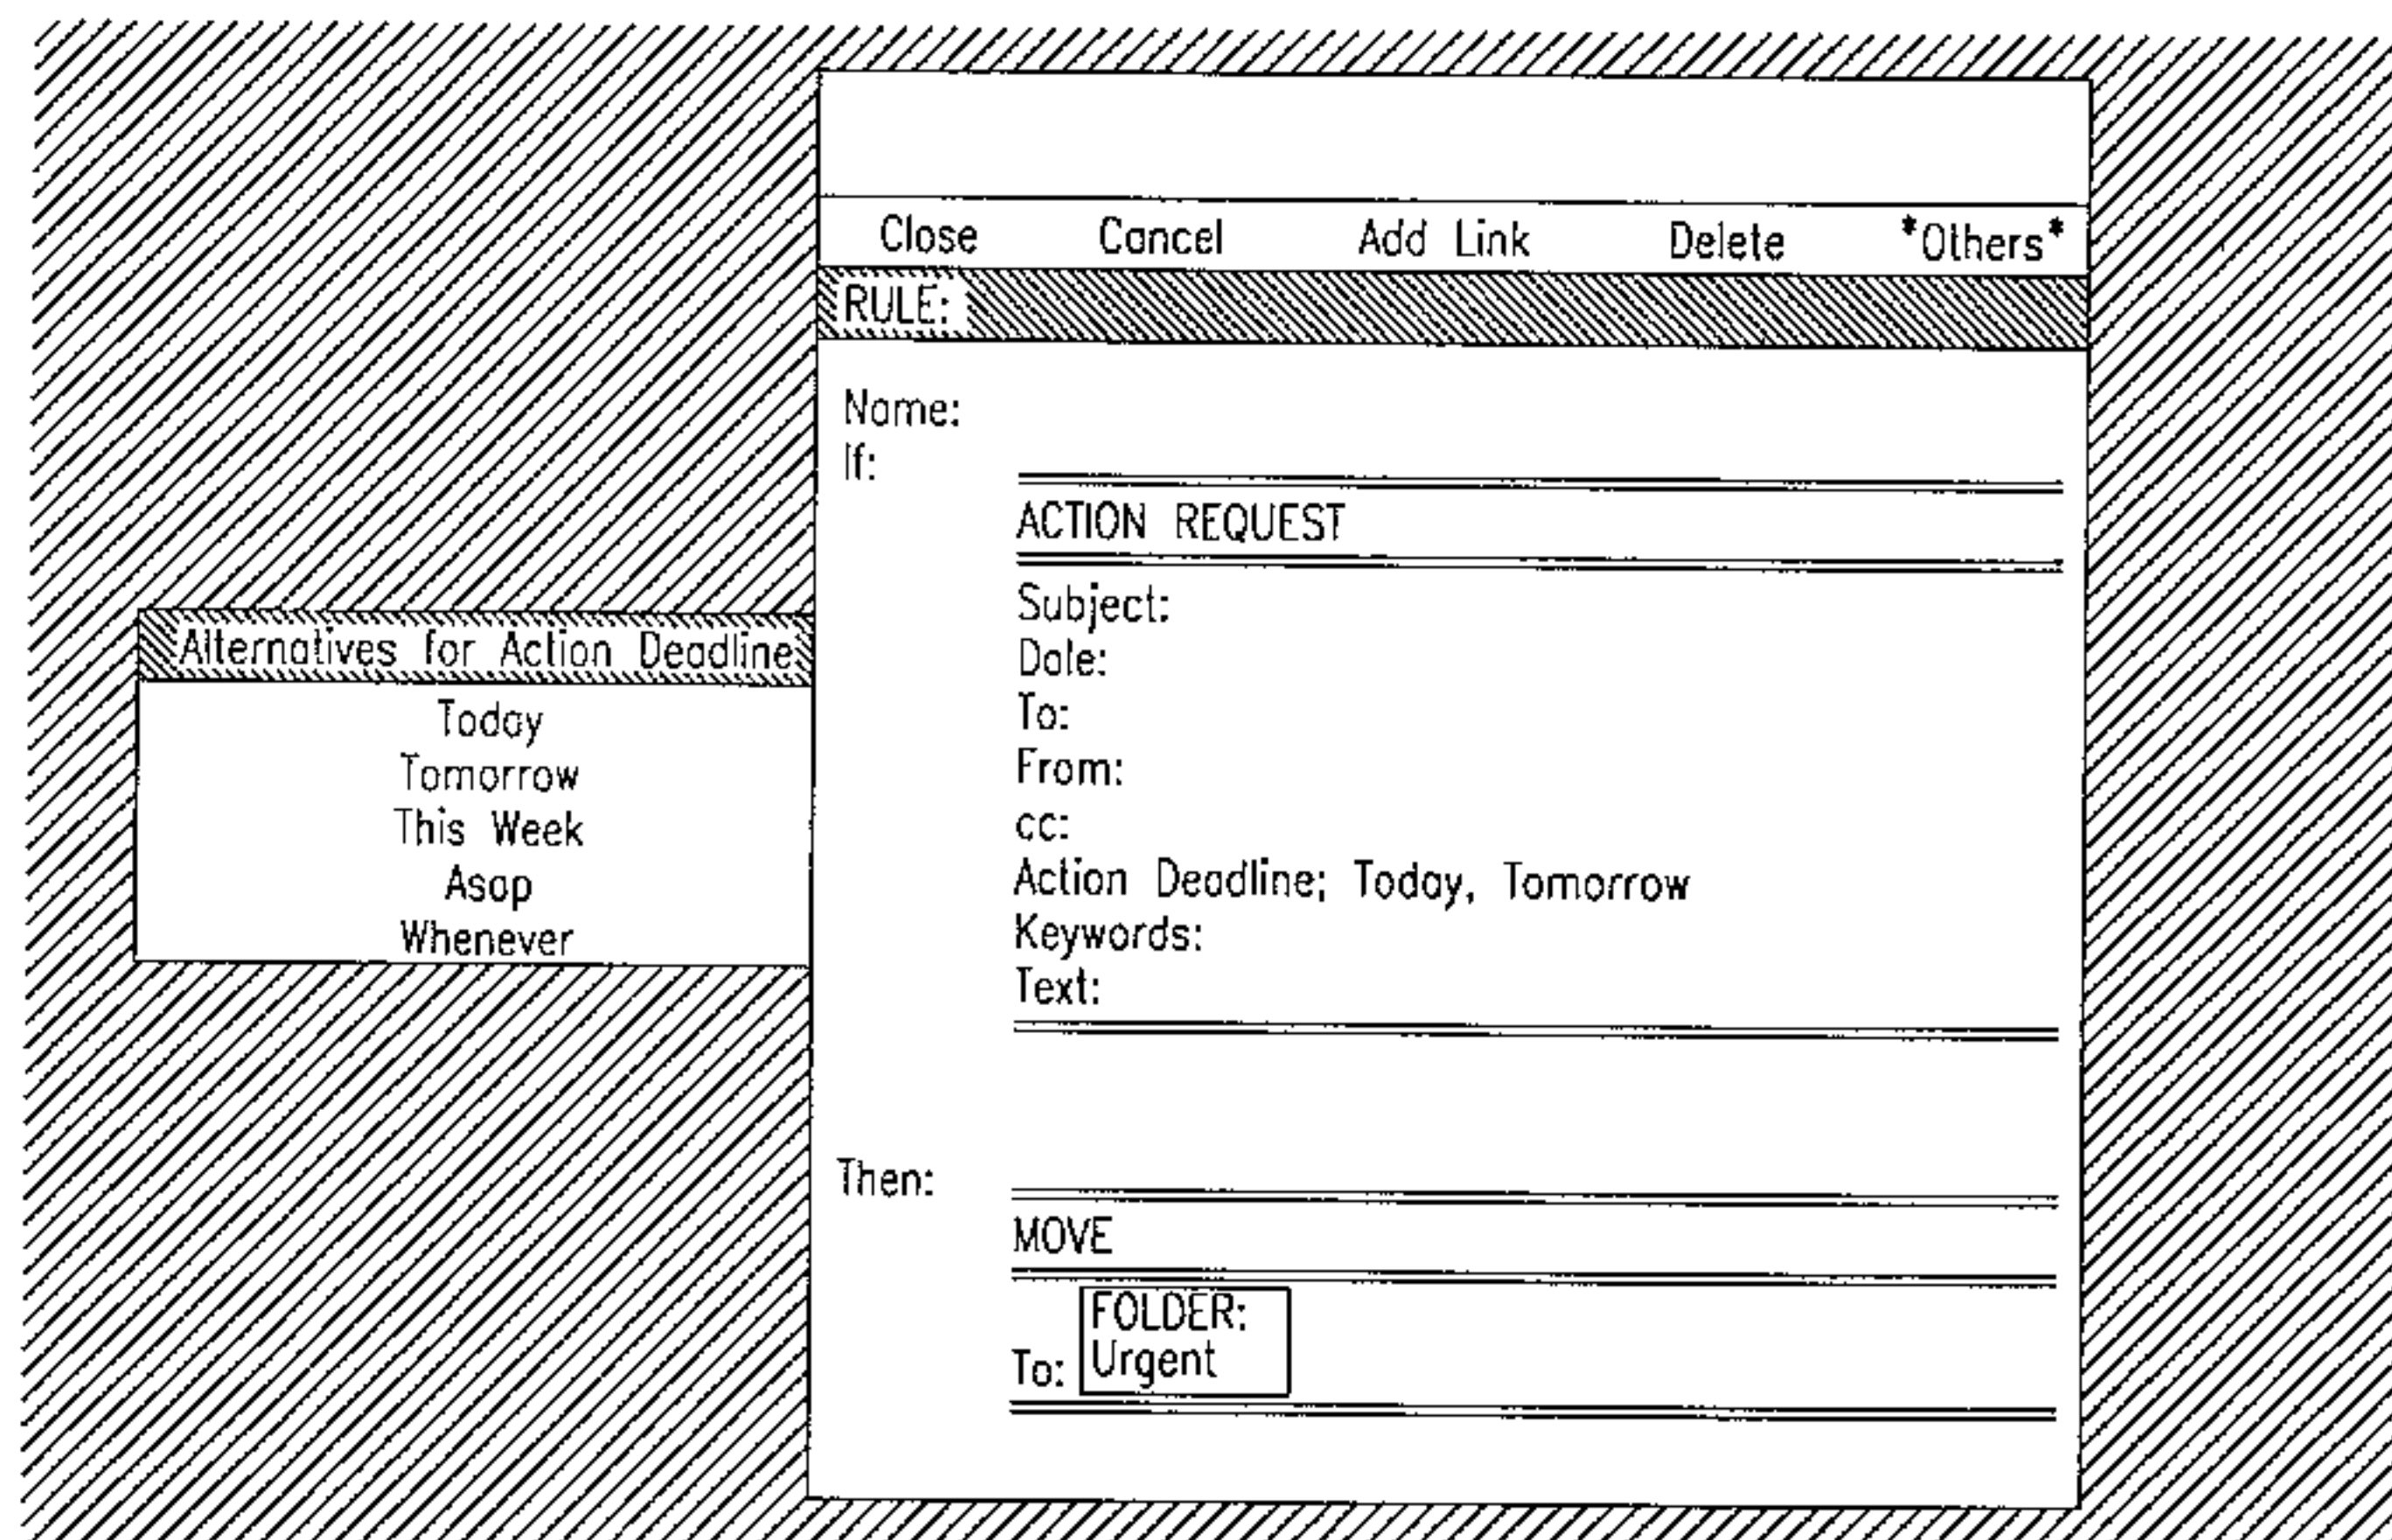 Close Cancel Add Link Delete *Others*
RULE:
Name:
If:
ACTION REQUEST
Subject:
Date:
To:
From:
cc:
Action Deadline; Today, Tomorrow
Keywords:
Text:
Then:
MOVE
To:
FOLDER:
Urgent
Alternatives for Action Deadline
Today
Tomorrow
This Week
Asap
Whenever